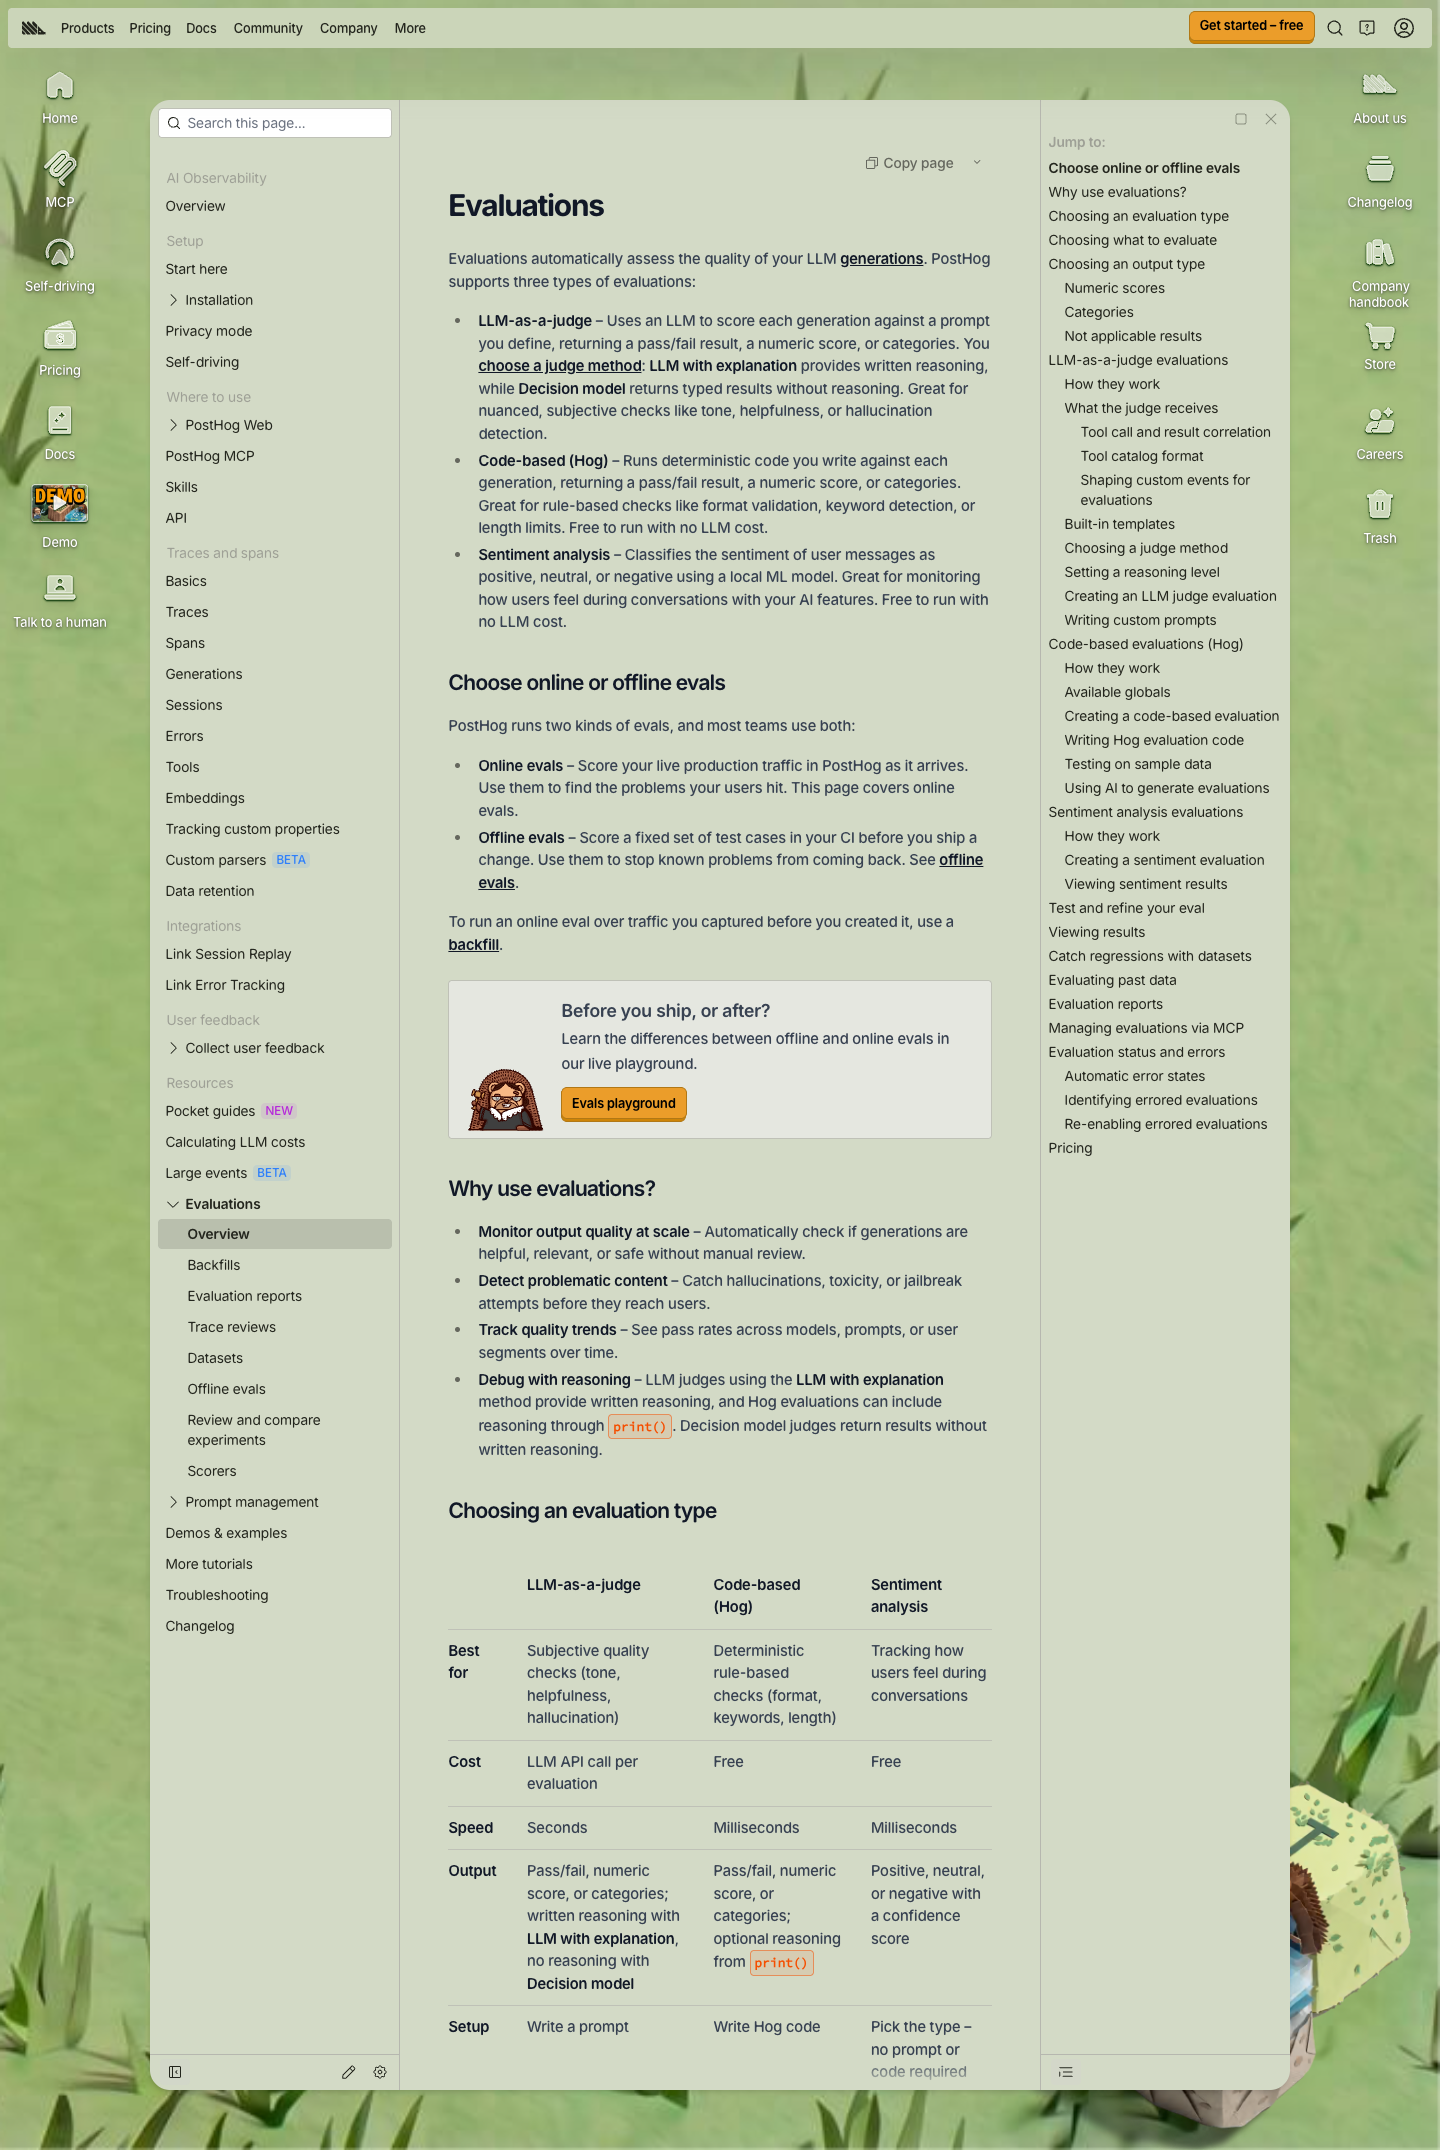 Products Pricing Docs Community Company More
Get started – free
Home
MCP
Self-driving
Pricing
Docs
DEMO
Demo
Talk to a human
About us
Changelog
Company
handbook
Store
Careers
Trash
Search this page...
AI Observability
Overview
Setup
Start here
Installation
Privacy mode
Self-driving
Where to use
PostHog Web
PostHog MCP
Skills
API
Traces and spans
Basics
Traces
Spans
Generations
Sessions
Errors
Tools
Embeddings
Tracking custom properties
Custom parsers BETA
Data retention
Integrations
Link Session Replay
Link Error Tracking
User feedback
Collect user feedback
Resources
Pocket guides NEW
Calculating LLM costs
Large events BETA
Evaluations
Overview
Backfills
Evaluation reports
Trace reviews
Datasets
Offline evals
Review and compare
experiments
Scorers
Prompt management
Demos & examples
More tutorials
Troubleshooting
Changelog
Copy page
Evaluations
Evaluations automatically assess the quality of your LLM generations. PostHog
supports three types of evaluations:
LLM-as-a-judge – Uses an LLM to score each generation against a prompt
you define, returning a pass/fail result, a numeric score, or categories. You
choose a judge method: LLM with explanation provides written reasoning,
while Decision model returns typed results without reasoning. Great for
nuanced, subjective checks like tone, helpfulness, or hallucination
detection.
Code-based (Hog) – Runs deterministic code you write against each
generation, returning a pass/fail result, a numeric score, or categories.
Great for rule-based checks like format validation, keyword detection, or
length limits. Free to run with no LLM cost.
Sentiment analysis – Classifies the sentiment of user messages as
positive, neutral, or negative using a local ML model. Great for monitoring
how users feel during conversations with your AI features. Free to run with
no LLM cost.
Choose online or offline evals
PostHog runs two kinds of evals, and most teams use both:
Online evals – Score your live production traffic in PostHog as it arrives.
Use them to find the problems your users hit. This page covers online
evals.
Offline evals – Score a fixed set of test cases in your CI before you ship a
change. Use them to stop known problems from coming back. See offline
evals.
To run an online eval over traffic you captured before you created it, use a
backfill.
Before you ship, or after?
Learn the differences between offline and online evals in
our live playground.
Evals playground
Why use evaluations?
Monitor output quality at scale – Automatically check if generations are
helpful, relevant, or safe without manual review.
Detect problematic content – Catch hallucinations, toxicity, or jailbreak
attempts before they reach users.
Track quality trends – See pass rates across models, prompts, or user
segments over time.
Debug with reasoning – LLM judges using the LLM with explanation
method provide written reasoning, and Hog evaluations can include
reasoning through print(). Decision model judges return results without
written reasoning.
Choosing an evaluation type
LLM-as-a-judge Code-based Sentiment
(Hog) analysis
Best Subjective quality Deterministic Tracking how
for checks (tone, rule-based users feel during
helpfulness, checks (format, conversations
hallucination) keywords, length)
Cost LLM API call per Free Free
evaluation
Speed Seconds Milliseconds Milliseconds
Output Pass/fail, numeric Pass/fail, numeric Positive, neutral,
score, or categories; score, or or negative with
written reasoning with categories; a confidence
LLM with explanation, optional reasoning score
no reasoning with from print()
Decision model
Setup Write a prompt Write Hog code Pick the type –
no prompt or
code required
Jump to:
Choose online or offline evals
Why use evaluations?
Choosing an evaluation type
Choosing what to evaluate
Choosing an output type
Numeric scores
Categories
Not applicable results
LLM-as-a-judge evaluations
How they work
What the judge receives
Tool call and result correlation
Tool catalog format
Shaping custom events for
evaluations
Built-in templates
Choosing a judge method
Setting a reasoning level
Creating an LLM judge evaluation
Writing custom prompts
Code-based evaluations (Hog)
How they work
Available globals
Creating a code-based evaluation
Writing Hog evaluation code
Testing on sample data
Using AI to generate evaluations
Sentiment analysis evaluations
How they work
Creating a sentiment evaluation
Viewing sentiment results
Test and refine your eval
Viewing results
Catch regressions with datasets
Evaluating past data
Evaluation reports
Managing evaluations via MCP
Evaluation status and errors
Automatic error states
Identifying errored evaluations
Re-enabling errored evaluations
Pricing